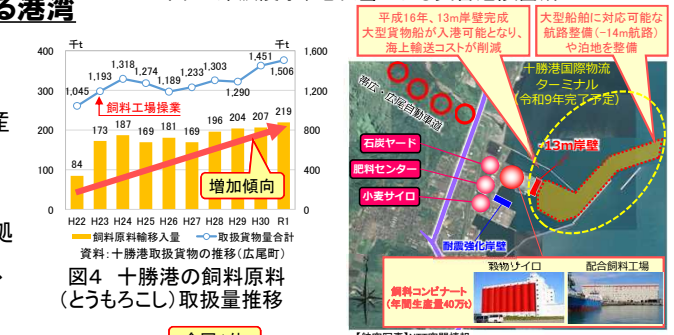 る港湾
産
処
千t
千t
400
300
200
100
0
1,600
1,200
800
400
0
1,045
1,193
1,318
1,274
1,189
1,233
1,303
1,290
1,451
1,506
飼料工場操業
84
173
187
169
181
169
196
204
207
219
増加傾向
H22 H23 H24 H25 H26 H27 H28 H29 H30 R1
飼料原料輸移入量 取扱貨物量合計
資料:十勝港取扱貨物の推移(広尾町)
図4 十勝港の飼料原料
(とうもろこし)取扱量推移
平成16年、13m岸壁完成
大型貨物船が入港可能となり、
海上輸送コストが削減
大型船舶に対応可能な
航路整備(-14m航路)
や泊地を整備
十勝港国際物流
ターミナル
(令和9年完了予定)
帯広・広尾自動車道
石炭ヤード
肥料センター
小麦サイロ
-13m岸壁
耐震強化岸壁
飼料コンビナート
(年間生産量40万t)
穀物サイロ
配合飼料工場